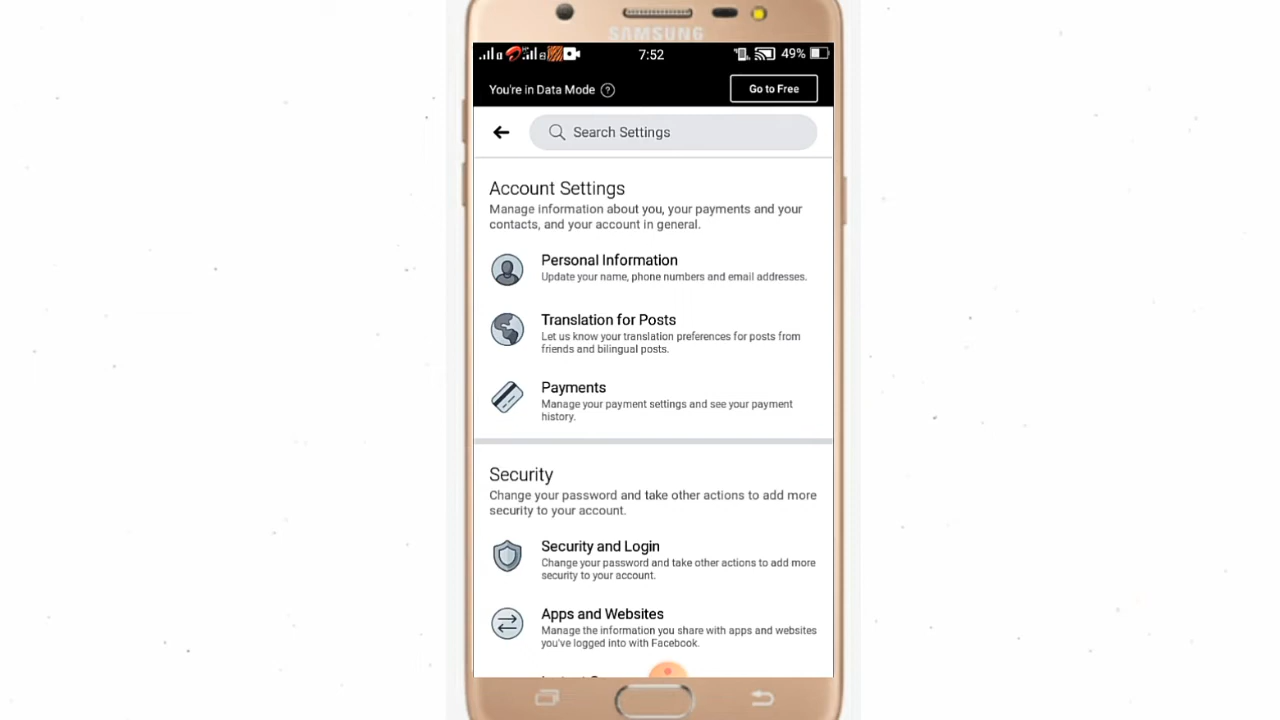 SAMSUNG
7:52
49%
You're in Data Mode ?
Go to Free
Search Settings
Account Settings
Manage information about you, your payments and your
contacts, and your account in general.
Personal Information
Update your name, phone numbers and email addresses.
Translation for Posts
Let us know your translation preferences for posts from
friends and bilingual posts.
Payments
Manage your payment settings and see your payment
history.
Security
Change your password and take other actions to add more
security to your account.
Security and Login
Change your password and take other actions to add more
security to your account.
Apps and Websites
Manage the information you share with apps and websites
you've logged into with Facebook.